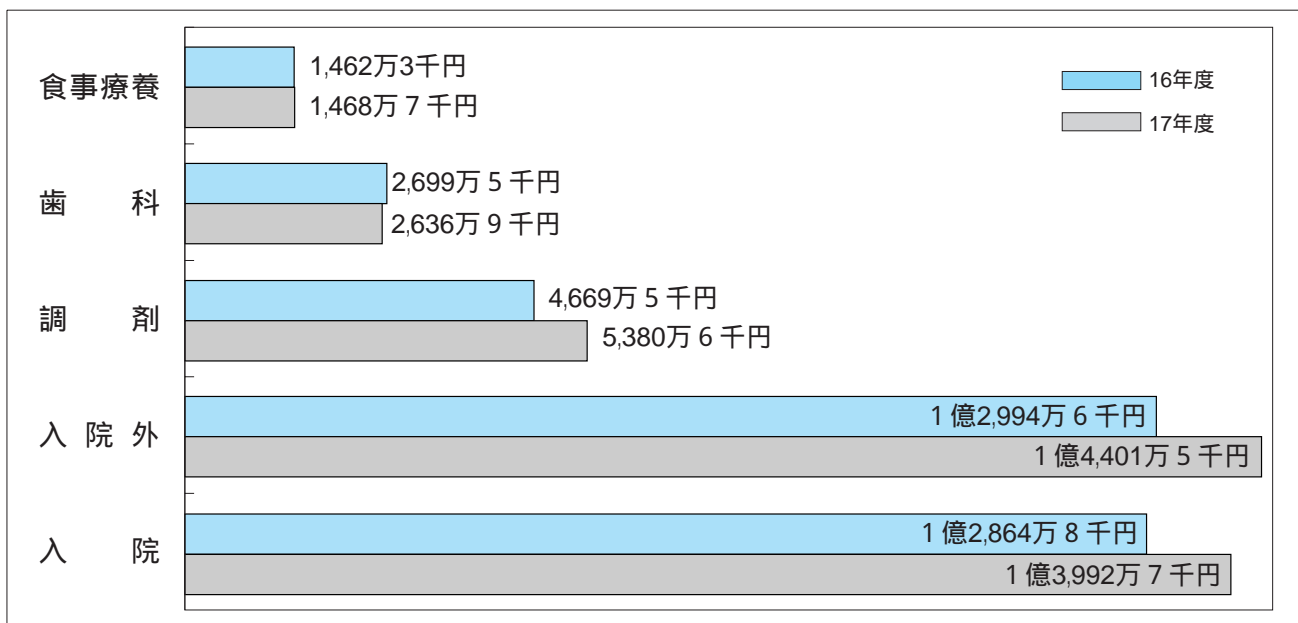 食事療養
1,462万3千円
1,468万7千円
16年度
17年度
歯科
2,699万5千円
2,636万9千円
調剤
4,669万5千円
5,380万6千円
入院外
1億2,994万6千円
1億4,401万5千円
入院
1億2,864万8千円
1億3,992万7千円